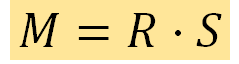 M = R · S